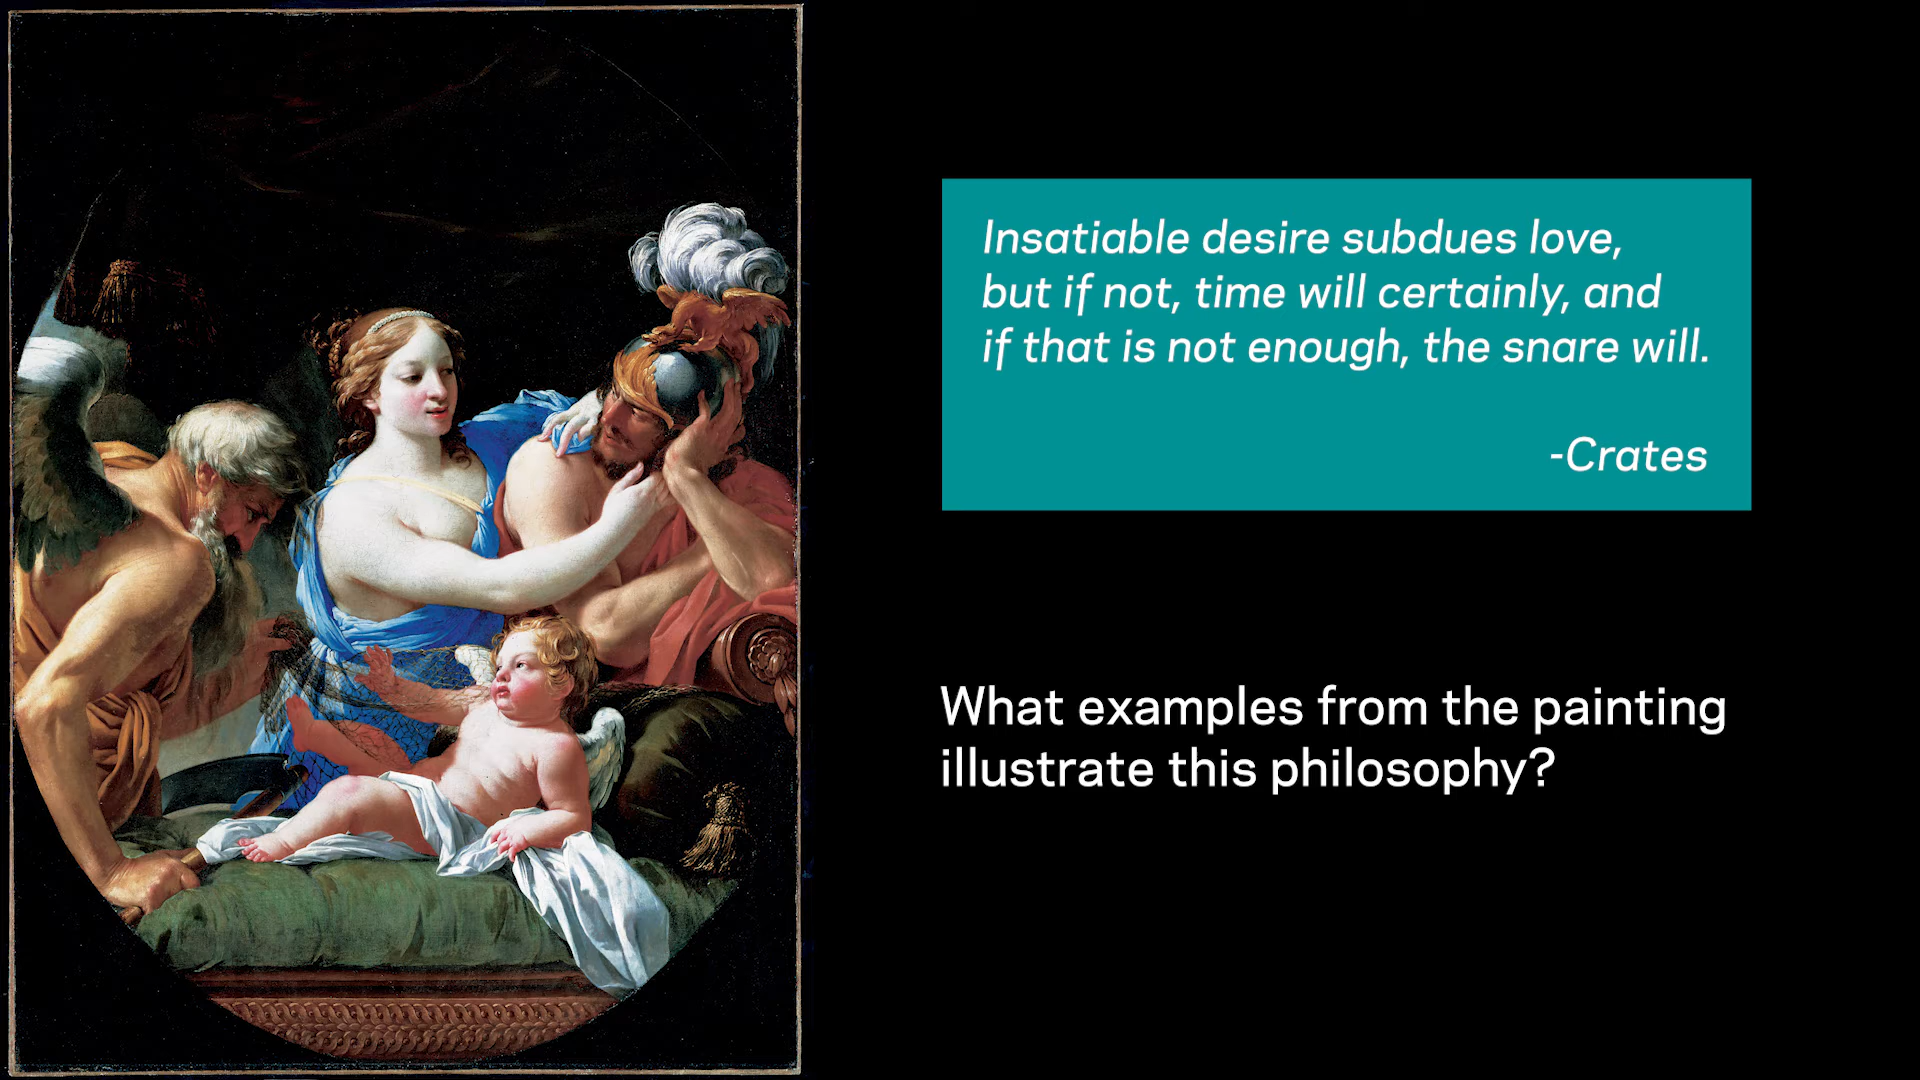 Insatiable desire subdues love,
but if not, time will certainly, and
if that is not enough, the snare will.
-Crates
What examples from the painting
illustrate this philosophy?